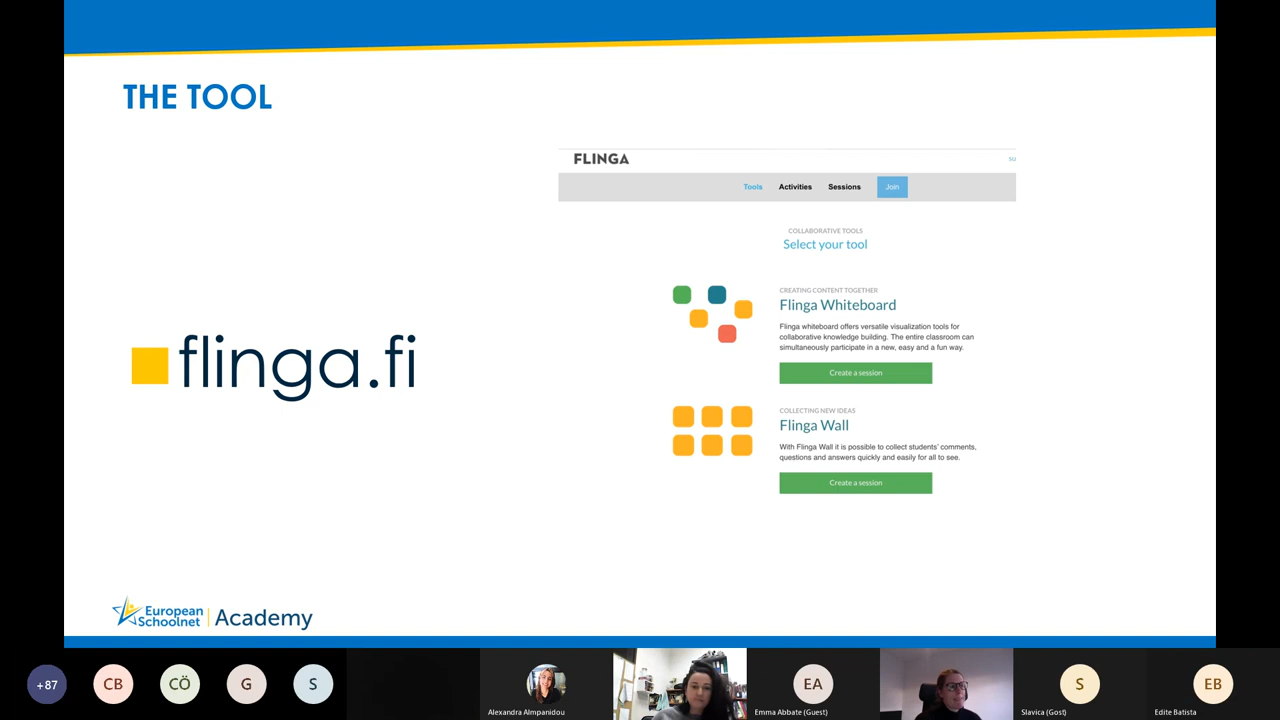 THE TOOL
FLINGA
su
Tools Activities Sessions Join
COLLABORATIVE TOOLS
Select your tool
CREATING CONTENT TOGETHER
Flinga Whiteboard
Flinga whiteboard offers versatile visualization tools for
collaborative knowledge building. The entire classroom can
simultaneously participate in a new, easy and a fun way.
Create a session
COLLECTING NEW IDEAS
Flinga Wall
With Flinga Wall it is possible to collect students' comments,
questions and answers quickly and easily for all to see.
Create a session
flinga.fi
European
Schoolnet
Academy
+87
CB
CÖ
G
S
Alexandra Almpanidou
EA
Emma Abbate (Guest)
S
Slavica (Gost)
EB
Edite Batista